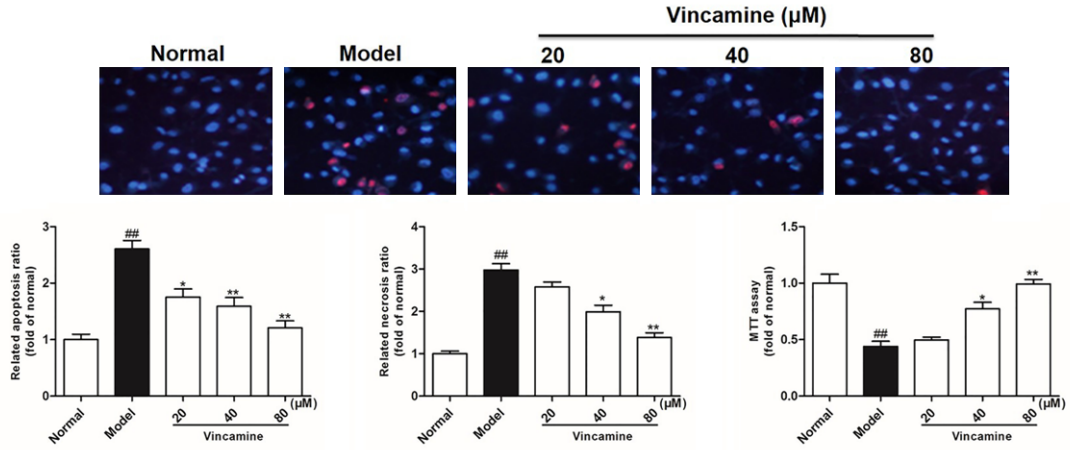 Vincamine (μM)
Normal Model 20 40 80
Related apoptosis ratio
(fold of normal)
3
2
1
0
##
*
**
**
Normal Model 20 40 80 (μM)
Vincamine
Related necrosis ratio
(fold of normal)
4
3
2
1
0
##
*
**
Normal Model 20 40 80 (μM)
Vincamine
MTT assay
(fold of normal)
1.5
1.0
0.5
0.0
##
*
**
Normal Model 20 40 80 (μM)
Vincamine